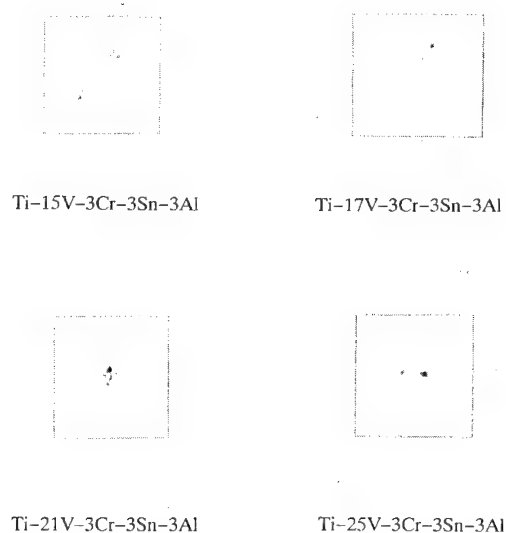 Ti–15V–3Cr–3Sn–3Al
Ti–17V–3Cr–3Sn–3Al
Ti–21V–3Cr–3Sn–3Al
Ti–25V–3Cr–3Sn–3Al